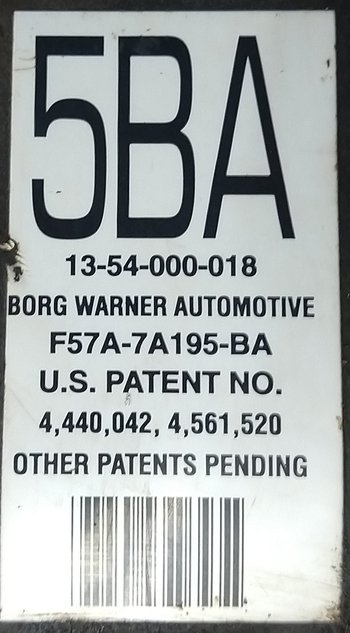 5BA
13-54-000-018
BORG WARNER AUTOMOTIVE
F57A-7A195-BA
U.S. PATENT NO.
4,440,042, 4,561,520
OTHER PATENTS PENDING